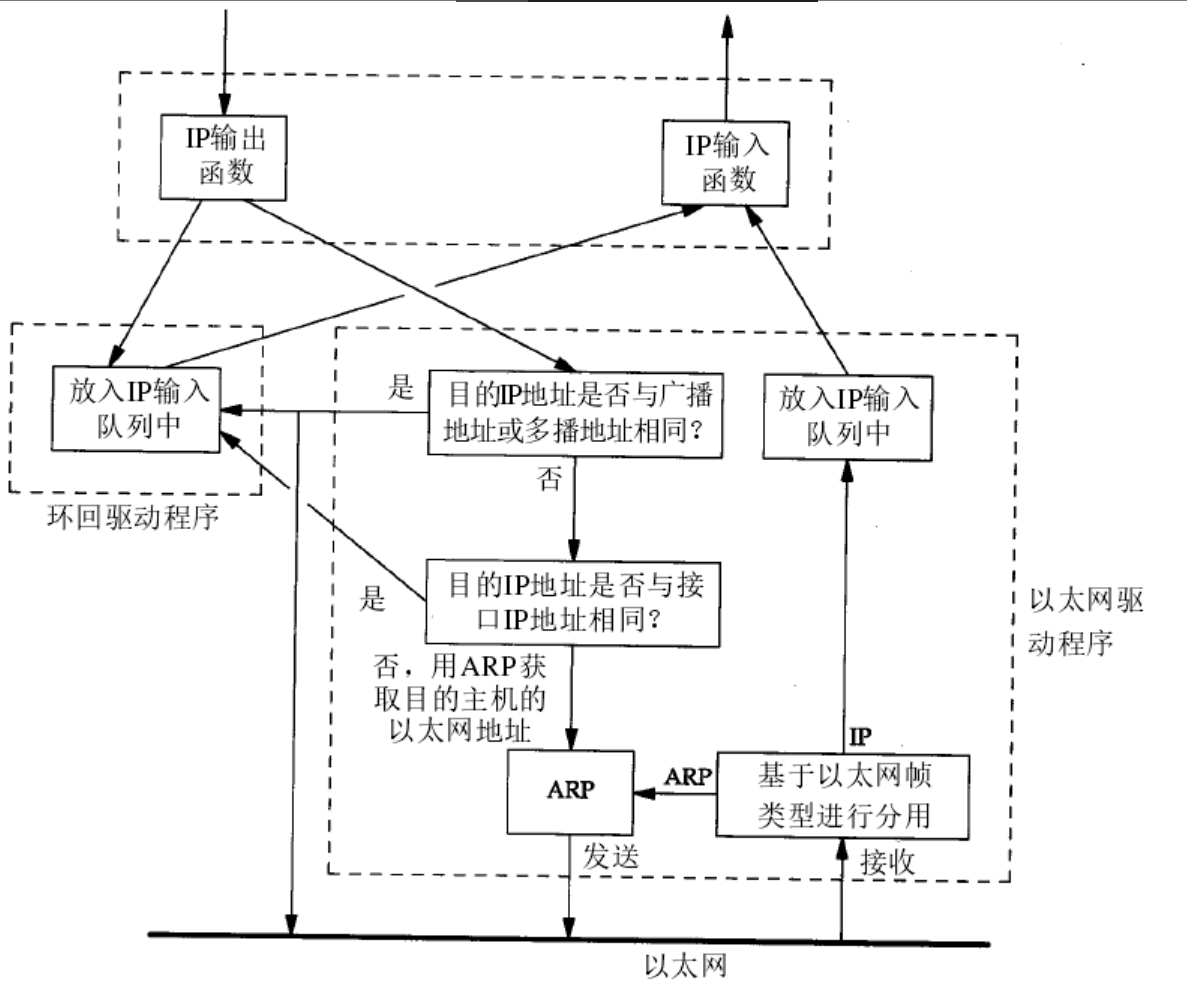 IP输出
函数
IP输入
函数
放入IP输入
队列中
环回驱动程序
是
目的IP地址是否与广播
地址或多播地址相同?
放入IP输入
队列中
否
是
目的IP地址是否与接
口IP地址相同?
以太网驱
动程序
否,用ARP获
取目的主机的
以太网地址
IP
ARP
ARP
基于以太网帧
类型进行分用
发送
接收
以太网